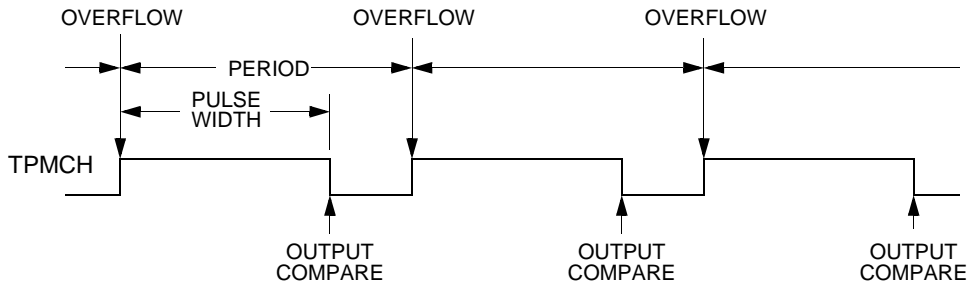 OVERFLOW
OVERFLOW
OVERFLOW
PERIOD
PULSE
WIDTH
TPMCH
OUTPUT
COMPARE
OUTPUT
COMPARE
OUTPUT
COMPARE